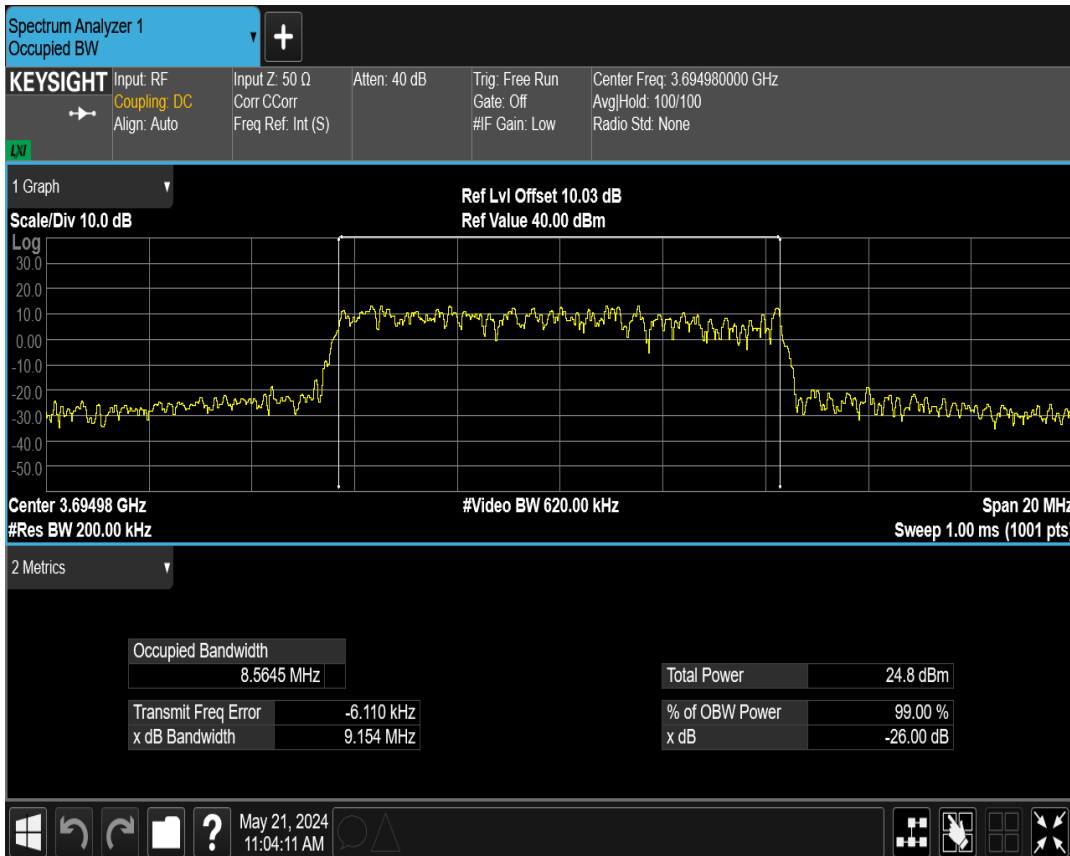 Spectrum Analyzer 1
Occupied BW
+
KEYSIGHT
LXI
Input: RF
Coupling: DC
Align: Auto
Input Z: 50 Ω
Corr CCorr
Freq Ref: Int (S)
Atten: 40 dB
Trig: Free Run
Gate: Off
#IF Gain: Low
Center Freq: 3.694980000 GHz
Avg|Hold: 100/100
Radio Std: None
1 Graph
Scale/Div 10.0 dB
Ref Lvl Offset 10.03 dB
Ref Value 40.00 dBm
Log
30.0
20.0
10.0
0.00
-10.0
-20.0
-30.0
-40.0
-50.0
Center 3.69498 GHz
#Video BW 620.00 kHz
Span 20 MHz
#Res BW 200.00 kHz
Sweep 1.00 ms (1001 pts)
2 Metrics
Occupied Bandwidth
8.5645 MHz
Total Power 24.8 dBm
Transmit Freq Error -6.110 kHz
% of OBW Power 99.00 %
x dB Bandwidth 9.154 MHz
x dB -26.00 dB
?
May 21, 2024
11:04:11 AM